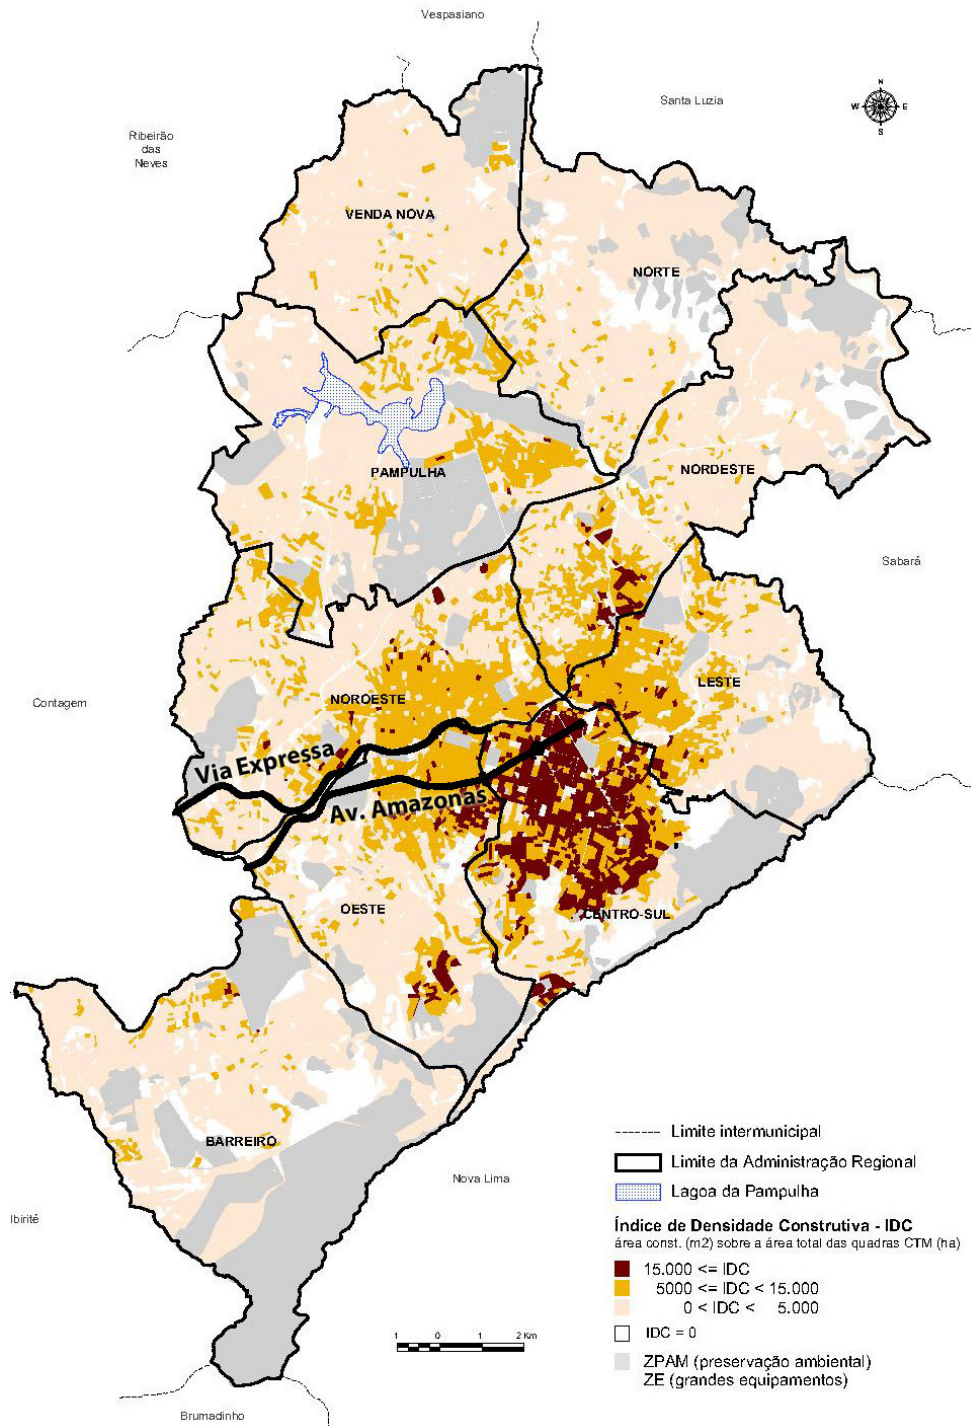 Vespasiano
Santa Luzia
N
W E
S
Ribeirão
das
Neves
VENDA NOVA
NORTE
PAMPULHA
NORDESTE
Sabará
Contagem
NOROESTE
LESTE
Via Expressa
Av. Amazonas
OESTE
CENTRO-SUL
BARREIRO
Nova Lima
Ibirité
Brumadinho
Limite intermunicipal
Limite da Administração Regional
Lagoa da Pampulha
Índice de Densidade Construtiva - IDC
área const. (m2) sobre a área total das quadras CTM (ha)
15.000 <= IDC
5000 <= IDC < 15.000
0 < IDC < 5.000
IDC = 0
ZPAM (preservação ambiental)
ZE (grandes equipamentos)
1 0 1 2 Km